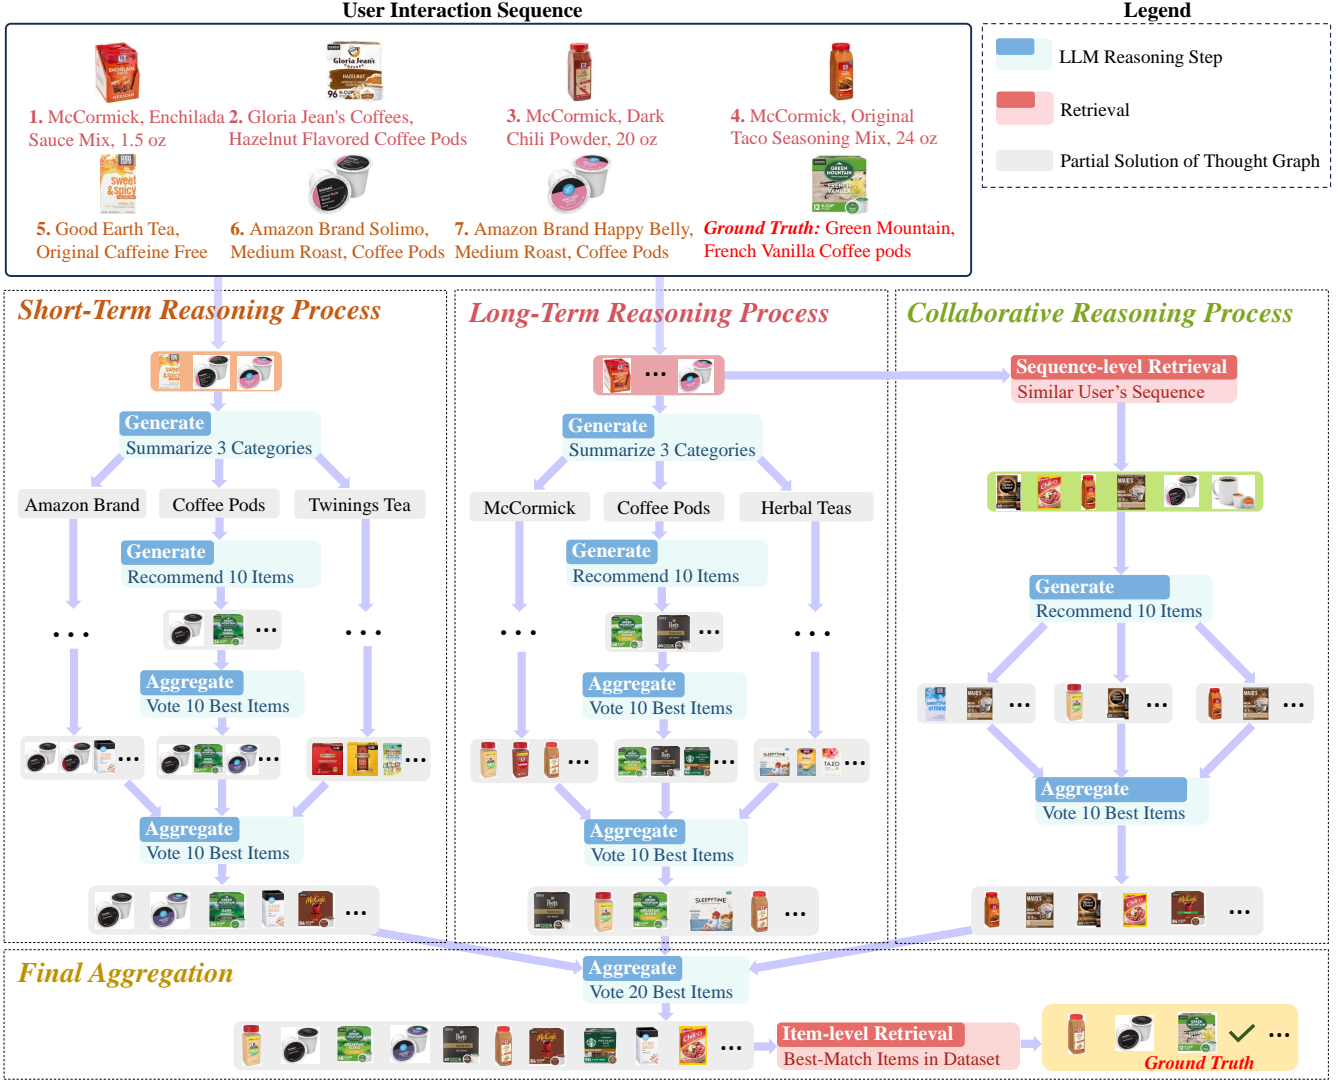 User Interaction Sequence
Legend
1. McCormick, Enchilada
Sauce Mix, 1.5 oz
2. Gloria Jean's Coffees,
Hazelnut Flavored Coffee Pods
3. McCormick, Dark
Chili Powder, 20 oz
4. McCormick, Original
Taco Seasoning Mix, 24 oz
5. Good Earth Tea,
Original Caffeine Free
6. Amazon Brand Solimo,
Medium Roast, Coffee Pods
7. Amazon Brand Happy Belly,
Medium Roast, Coffee Pods
Ground Truth: Green Mountain,
French Vanilla Coffee pods
LLM Reasoning Step
Retrieval
Partial Solution of Thought Graph
Short-Term Reasoning Process
Generate
Summarize 3 Categories
Amazon Brand
Coffee Pods
Twinings Tea
Generate
Recommend 10 Items
...
...
...
Aggregate
Vote 10 Best Items
...
...
...
Aggregate
Vote 10 Best Items
...
Long-Term Reasoning Process
...
Generate
Summarize 3 Categories
McCormick
Coffee Pods
Herbal Teas
Generate
Recommend 10 Items
...
...
...
Aggregate
Vote 10 Best Items
...
...
...
Aggregate
Vote 10 Best Items
...
Collaborative Reasoning Process
Sequence-level Retrieval
Similar User's Sequence
Generate
Recommend 10 Items
...
...
...
Aggregate
Vote 10 Best Items
...
Final Aggregation
Aggregate
Vote 20 Best Items
...
Item-level Retrieval
Best-Match Items in Dataset
...
Ground Truth